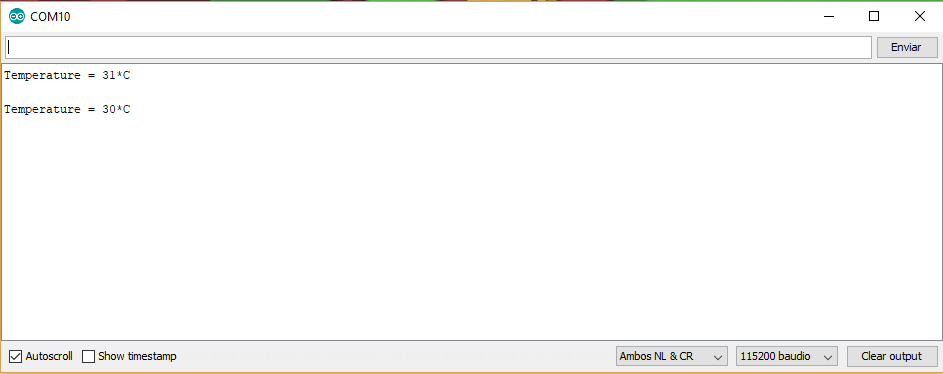 COM10
Enviar
Temperature = 31*C
Temperature = 30*C
Autoscroll Show timestamp Ambos NL & CR 115200 baudio Clear output